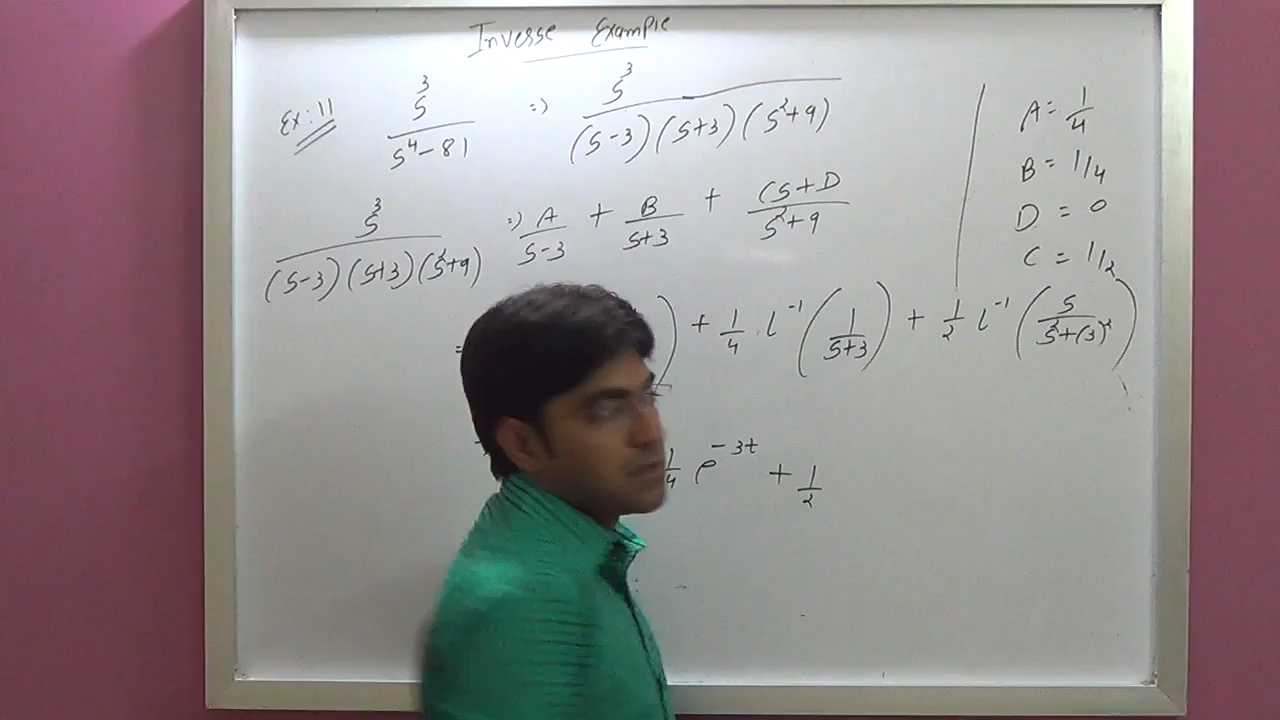 Inverse Example
Ex: 11 s³/(s⁴-81) => s³/((s-3)(s+3)(s²+9))
s³/((s-3)(s+3)(s²+9)) => A/(s-3) + B/(s+3) + (Cs+D)/(s²+9)
) + 1/4 . L⁻¹(1/(s+3)) + 1/2 L⁻¹(s/(s²+(3)²))
1/4 e^(-3t) + 1/2
A = 1/4
B = 1/4
D = 0
C = 1/2